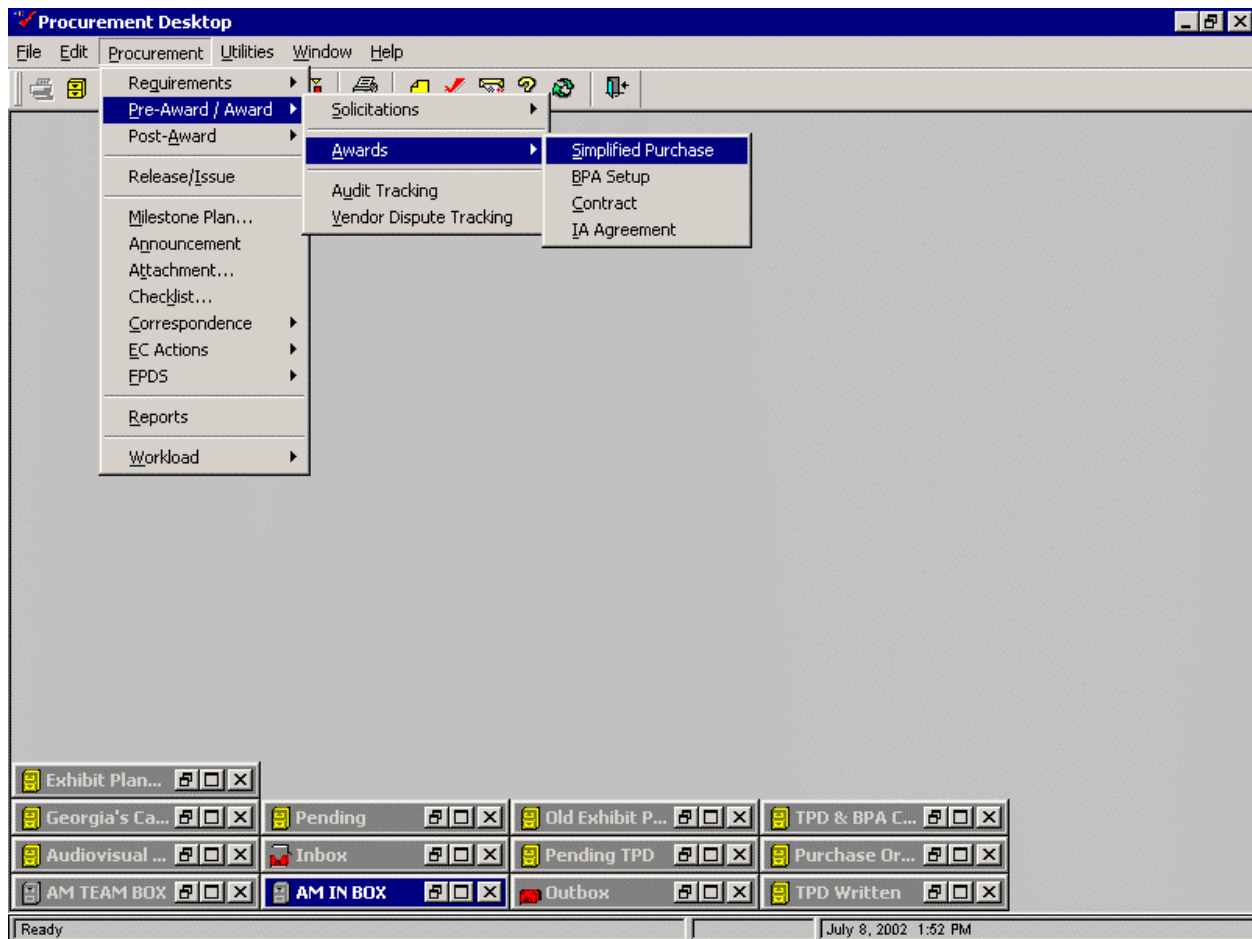 Procurement Desktop
File Edit Procurement Utilities Window Help
Requirements
Pre-Award / Award
Post-Award
Release/Issue
Milestone Plan...
Announcement
Attachment...
Checklist...
Correspondence
EC Actions
FPDS
Reports
Workload
Solicitations
Awards
Audit Tracking
Vendor Dispute Tracking
Simplified Purchase
BPA Setup
Contract
IA Agreement
Exhibit Plan...
Georgia's Ca... Pending Old Exhibit P... TPD & BPA C...
Audiovisual ... Inbox Pending TPD Purchase Or...
AM TEAM BOX AM IN BOX Outbox TPD Written
Ready July 8, 2002 1:52 PM